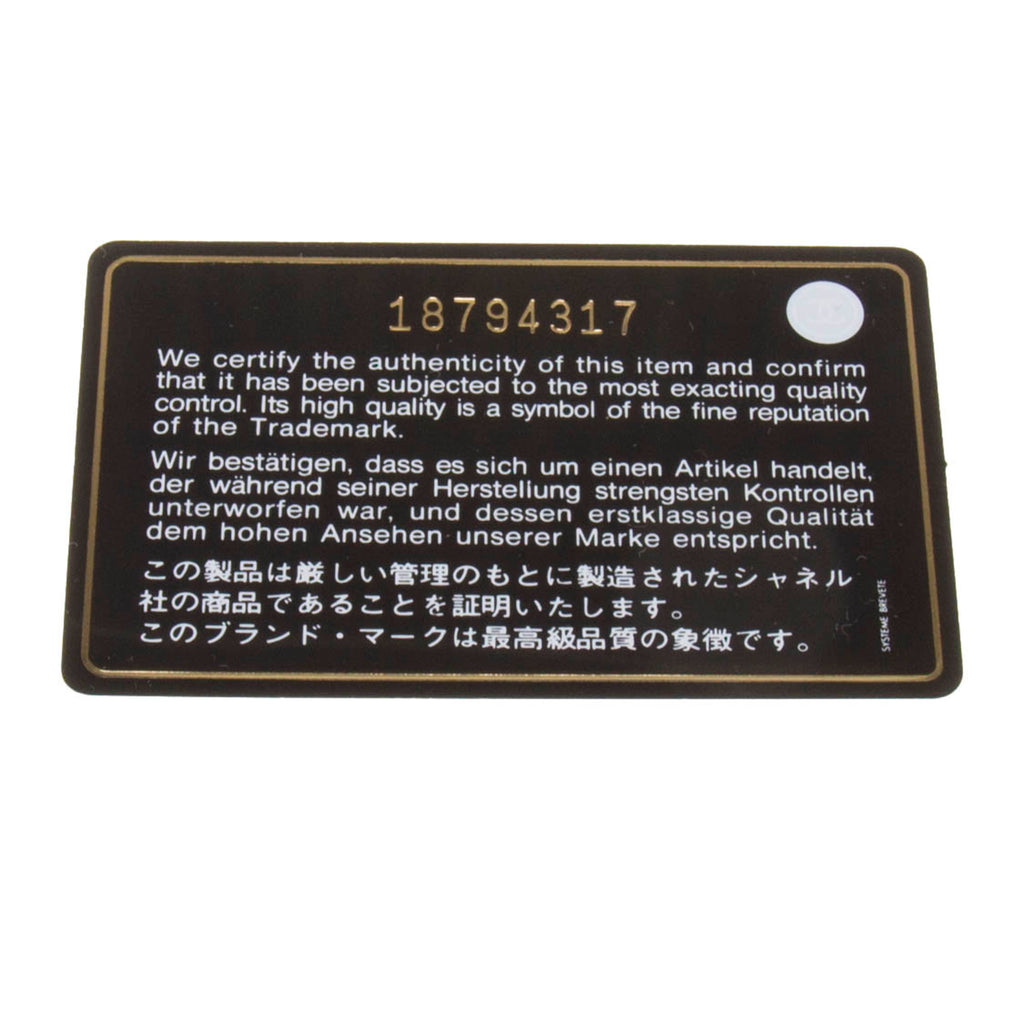 18794317
We certify the authenticity of this item and confirm
that it has been subjected to the most exacting quality
control. Its high quality is a symbol of the fine reputation
of the Trademark.
Wir bestätigen, dass es sich um einen Artikel handelt,
der während seiner Herstellung strengsten Kontrollen
unterworfen war, und dessen erstklassige Qualität
dem hohen Ansehen unserer Marke entspricht.
この製品は厳しい管理のもとに製造されたシャネル
社の商品であることを証明いたします。
このブランド・マークは最高級品質の象徴です。
SYSTEME BREVETE